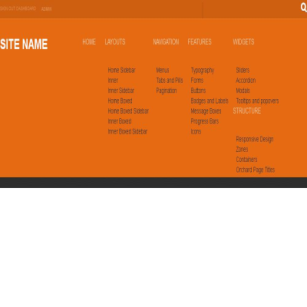 SITE NAME
HOME LAYOUTS NAVIGATION FEATURES WIDGETS
Home Sidebar Menus Typography Sliders
Inner Tabs and Pills Forms Accordion
Inner Sidebar Pagination Buttons Modals
Home Boxed Badges and Labels Tooltips and popovers
Home Boxed Sidebar Message Board STRUCTURE
Inner Boxed Progress Bars
Inner Boxed Sidebar Icons
Responsive Design
Zones
Containers
Orchard Page Titles